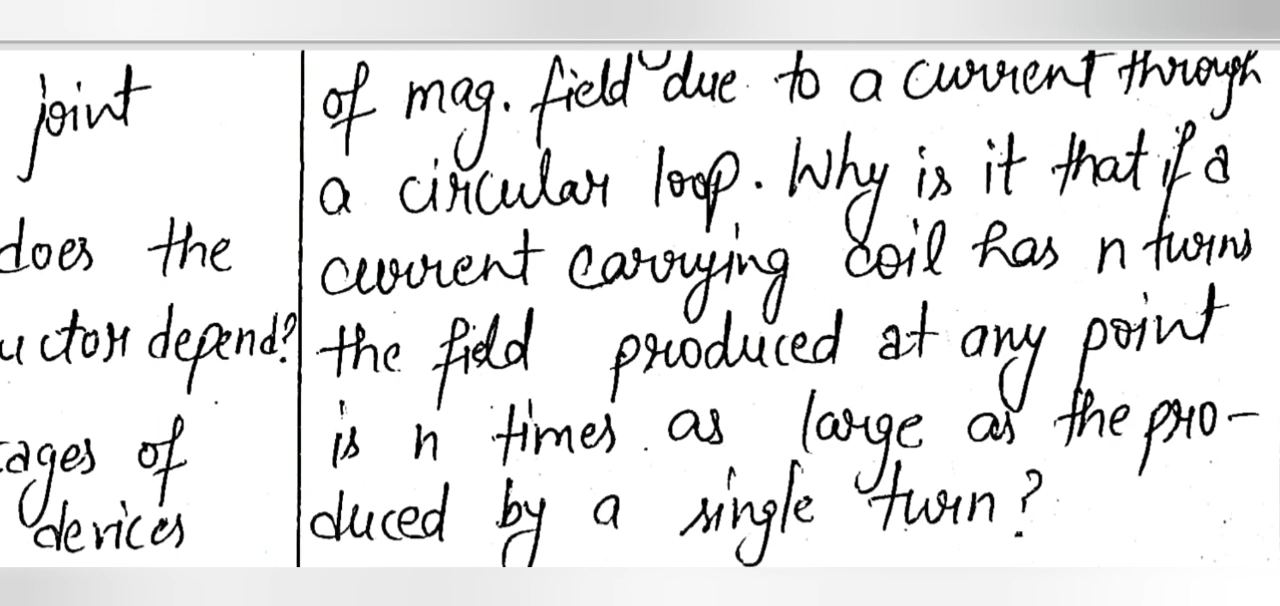 joint
does the
uctor depend?
ages of
devices
of mag. field due to a current through
a circular loop. Why is it that if a
current carrying coil has n turns
the field produced at any point
is n times as large as the pro-
duced by a single turn?